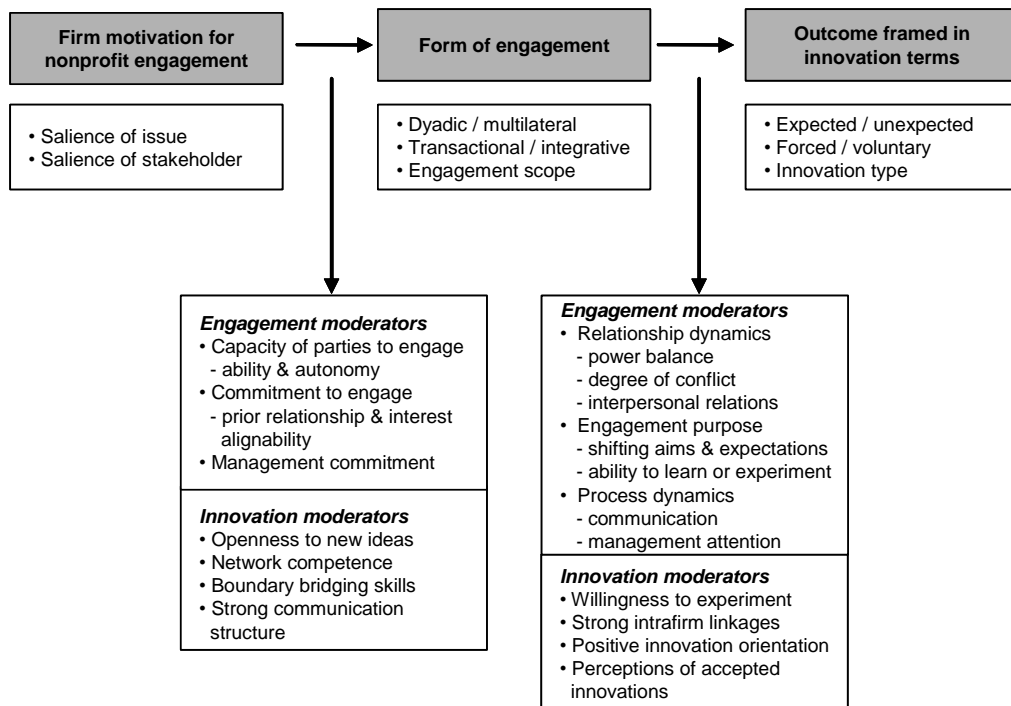 Firm motivation for
nonprofit engagement
Form of engagement
Outcome framed in
innovation terms
• Salience of issue
• Salience of stakeholder
• Dyadic / multilateral
• Transactional / integrative
• Engagement scope
• Expected / unexpected
• Forced / voluntary
• Innovation type
Engagement moderators
• Capacity of parties to engage
- ability & autonomy
• Commitment to engage
- prior relationship & interest
alignability
• Management commitment
Innovation moderators
• Openness to new ideas
• Network competence
• Boundary bridging skills
• Strong communication
structure
Engagement moderators
• Relationship dynamics
- power balance
- degree of conflict
- interpersonal relations
• Engagement purpose
- shifting aims & expectations
- ability to learn or experiment
• Process dynamics
- communication
- management attention
Innovation moderators
• Willingness to experiment
• Strong intrafirm linkages
• Positive innovation orientation
• Perceptions of accepted
innovations